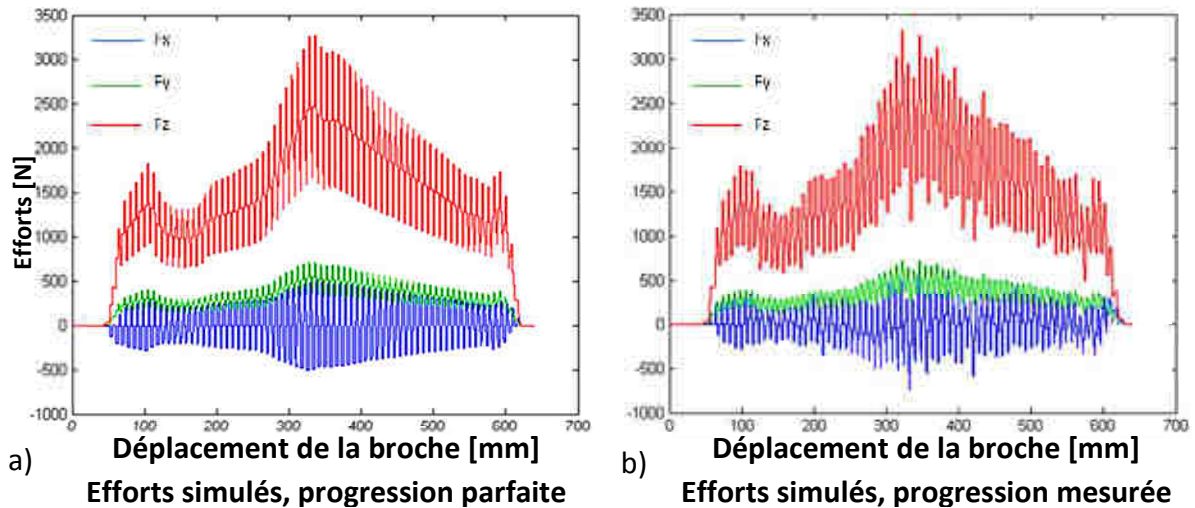 Efforts [N]
3500
3000
2500
2000
1500
1000
500
0
-500
-1000
Fx
Fy
Fz
0 100 200 300 400 500 600 700
a)
Déplacement de la broche [mm]
Efforts simulés, progression parfaite
3500
3000
2500
2000
1500
1000
500
0
-500
-1000
Fx
Fy
Fz
0 100 200 300 400 500 600 700
b)
Déplacement de la broche [mm]
Efforts simulés, progression mesurée